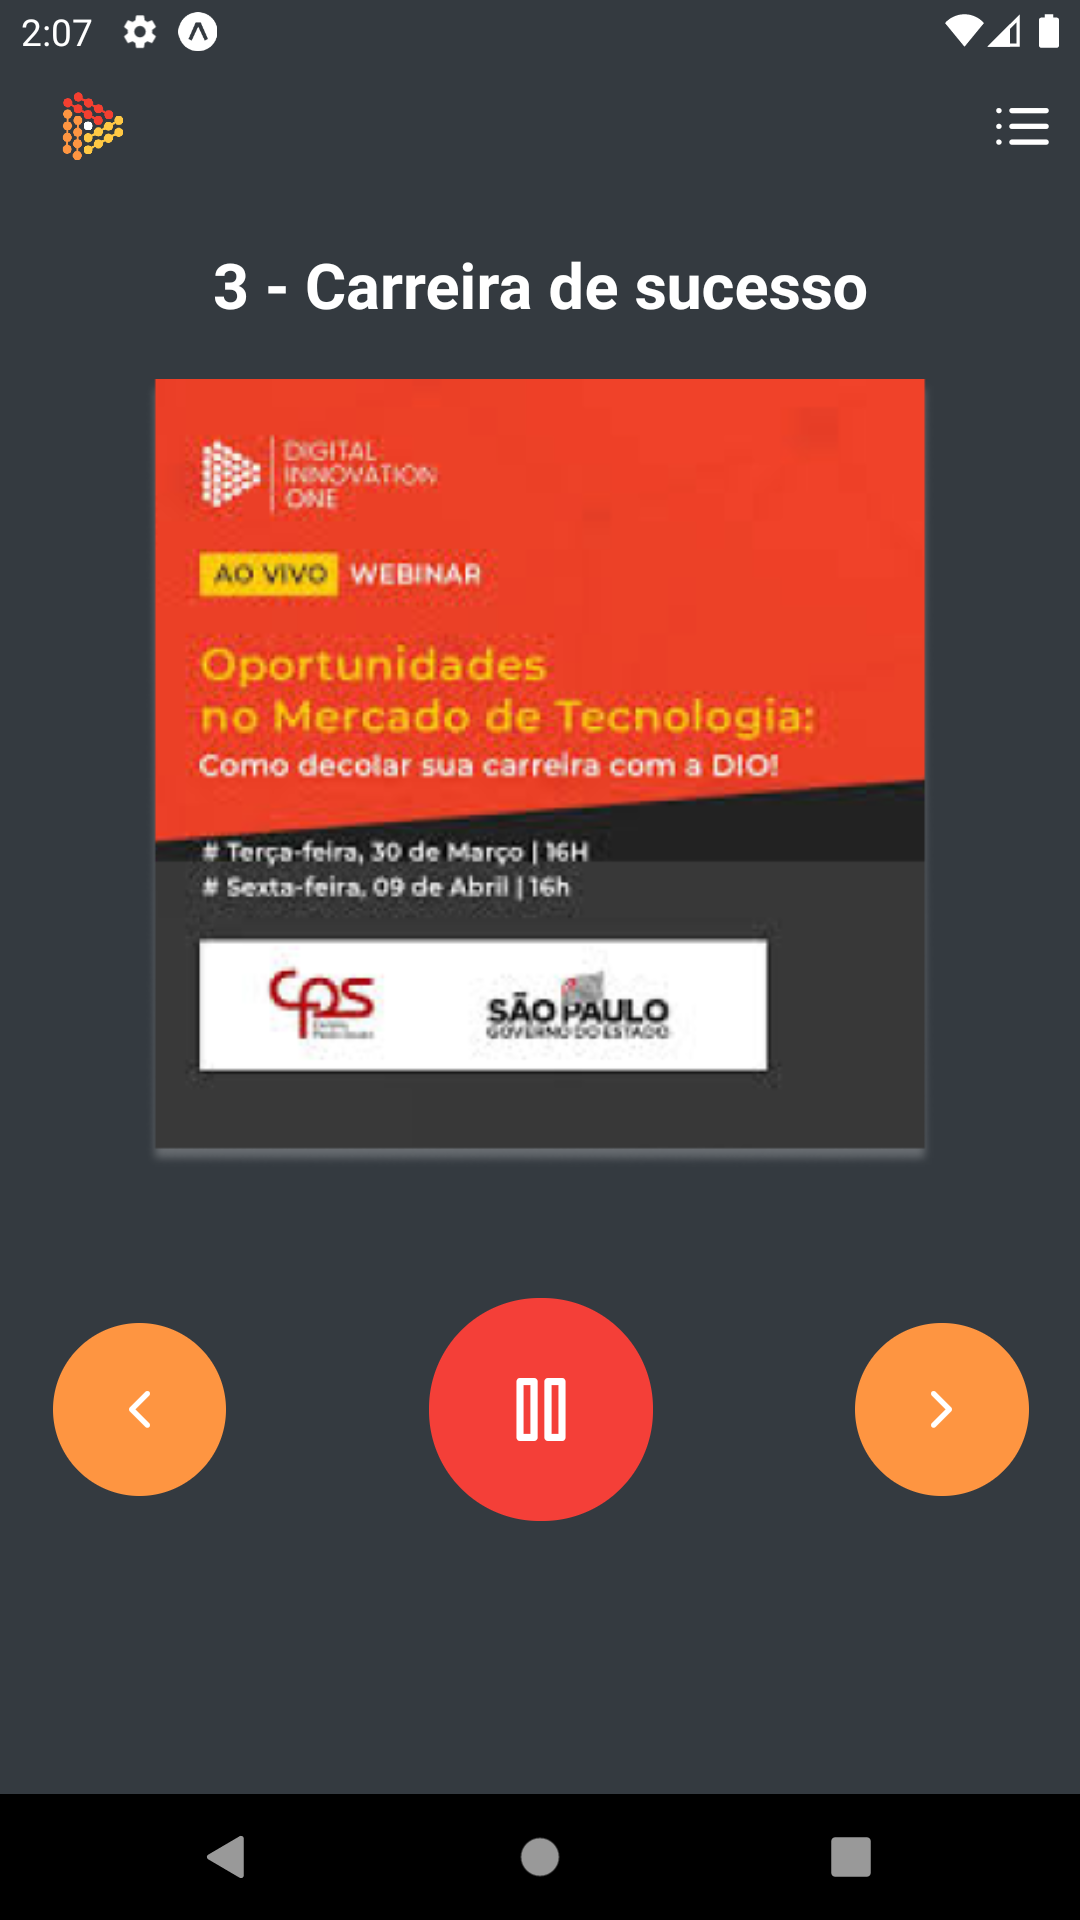 2:07
3 - Carreira de sucesso
DIGITAL
INNOVATION
ONE
AO VIVO WEBINAR
Oportunidades
no Mercado de Tecnologia:
Como decolar sua carreira com a DIO!
# Terça-feira, 30 de Março | 16H
# Sexta-feira, 09 de Abril | 16h
cps
SÃO PAULO
GOVERNO DO ESTADO